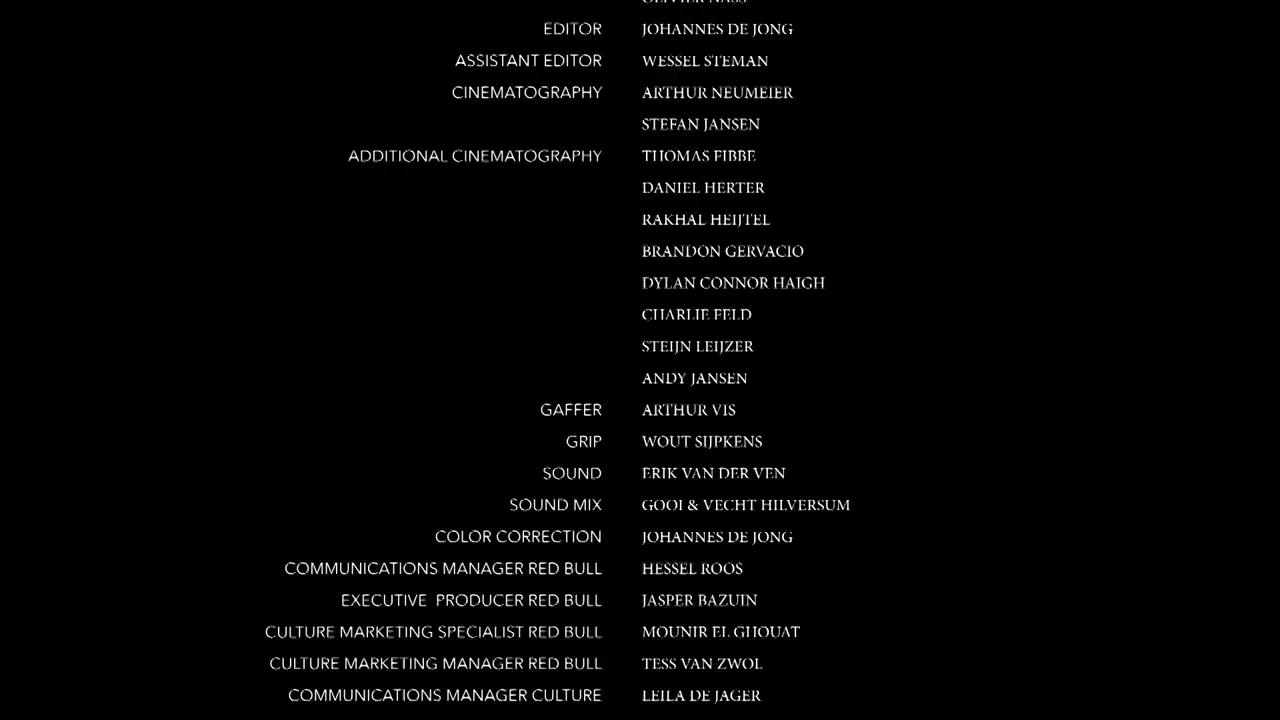 EDITOR JOHANNES DE JONG
ASSISTANT EDITOR WESSEL STEMAN
CINEMATOGRAPHY ARTHUR NEUMEIER
STEFAN JANSEN
ADDITIONAL CINEMATOGRAPHY THOMAS FIBBE
DANIEL HERTER
RAKHAL HEIJTEL
BRANDON GERVACIO
DYLAN CONNOR HAIGH
CHARLIE FELD
STEIJN LEIJZER
ANDY JANSEN
GAFFER ARTHUR VIS
GRIP WOUT SIJPKENS
SOUND ERIK VAN DER VEN
SOUND MIX GOOI & VECHT HILVERSUM
COLOR CORRECTION JOHANNES DE JONG
COMMUNICATIONS MANAGER RED BULL HESSEL ROOS
EXECUTIVE PRODUCER RED BULL JASPER BAZUIN
CULTURE MARKETING SPECIALIST RED BULL MOUNIR EL GHOUAT
CULTURE MARKETING MANAGER RED BULL TESS VAN ZWOL
COMMUNICATIONS MANAGER CULTURE LEILA DE JAGER